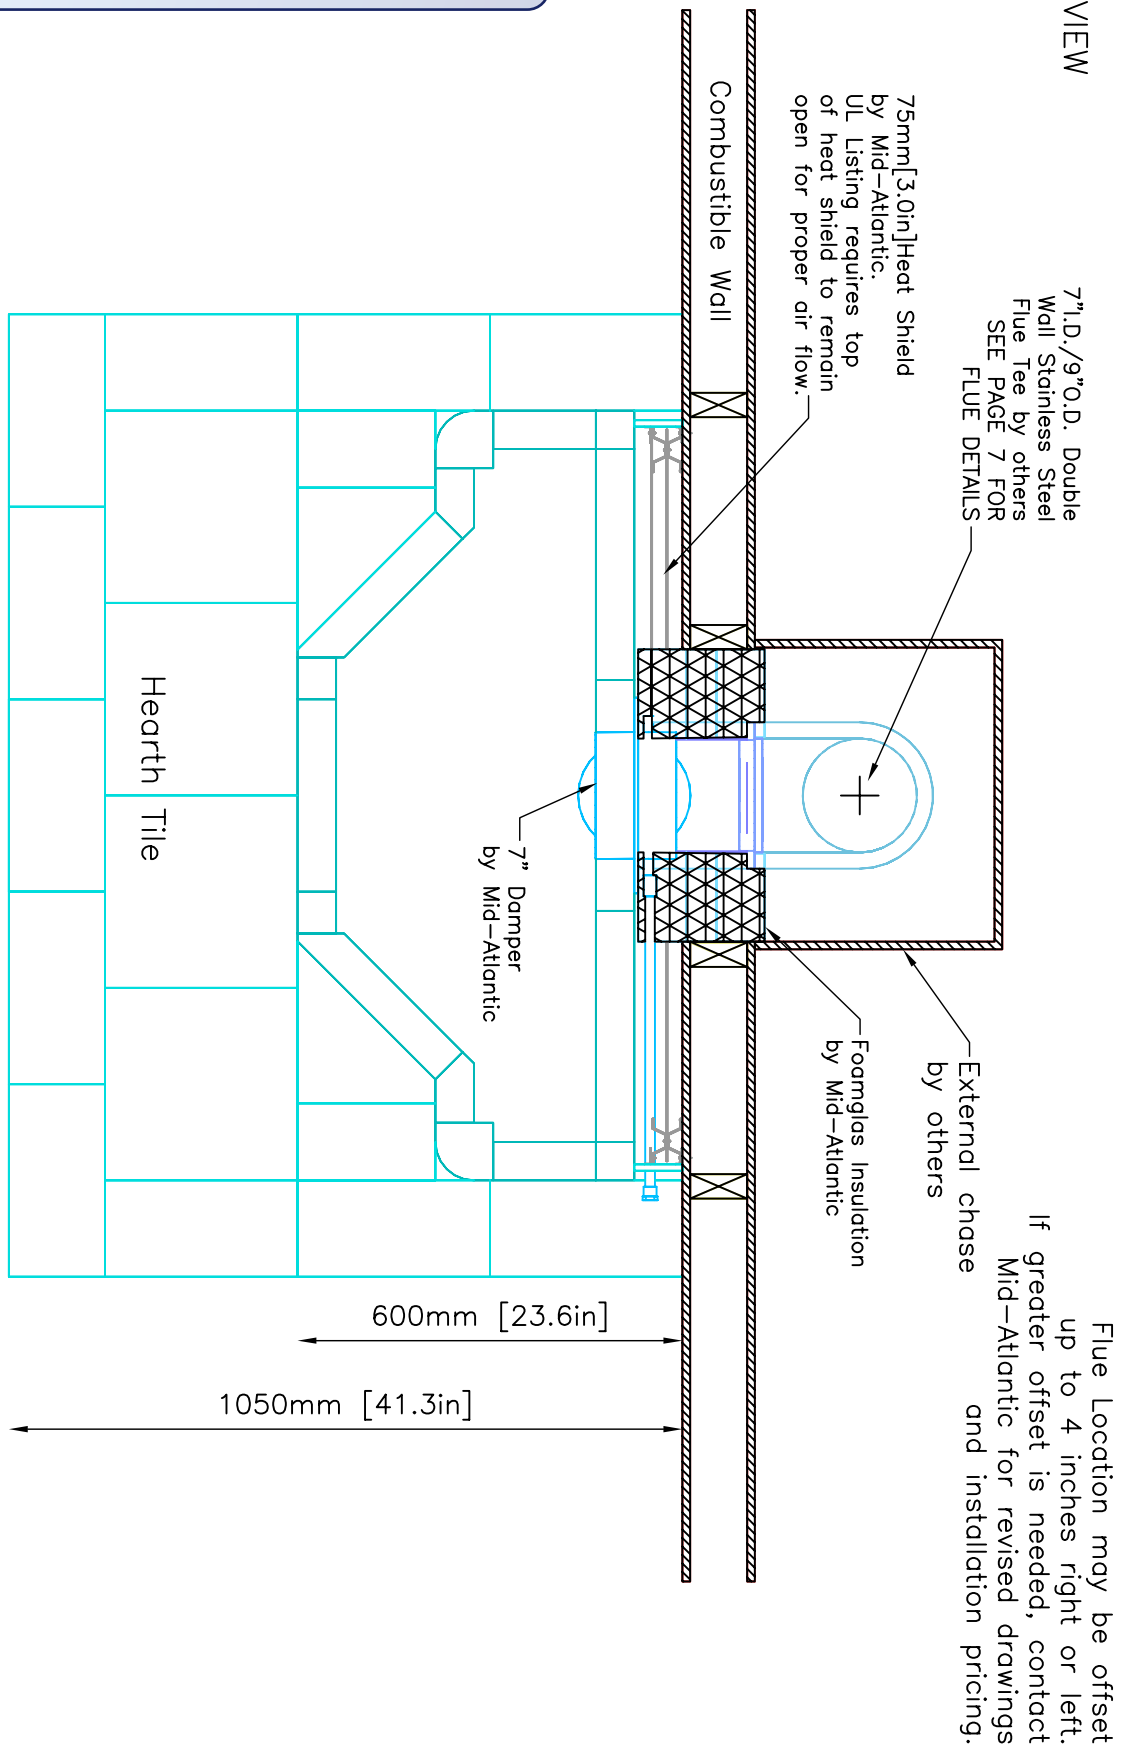 VIEW
7"I.D./9"O.D. Double
Wall Stainless Steel
Flue Tee by others
SEE PAGE 7 FOR
FLUE DETAILS
75mm[3.0in]Heat Shield
by Mid-Atlantic.
UL Listing requires top
of heat shield to remain
open for proper air flow.
Combustible Wall
Flue Location may be offset
up to 4 inches right or left.
If greater offset is needed, contact
Mid-Atlantic for revised drawings
and installation pricing.
External chase
by others
Foamglas Insulation
by Mid-Atlantic
7" Damper
by Mid-Atlantic
Hearth Tile
600mm [23.6in]
1050mm [41.3in]